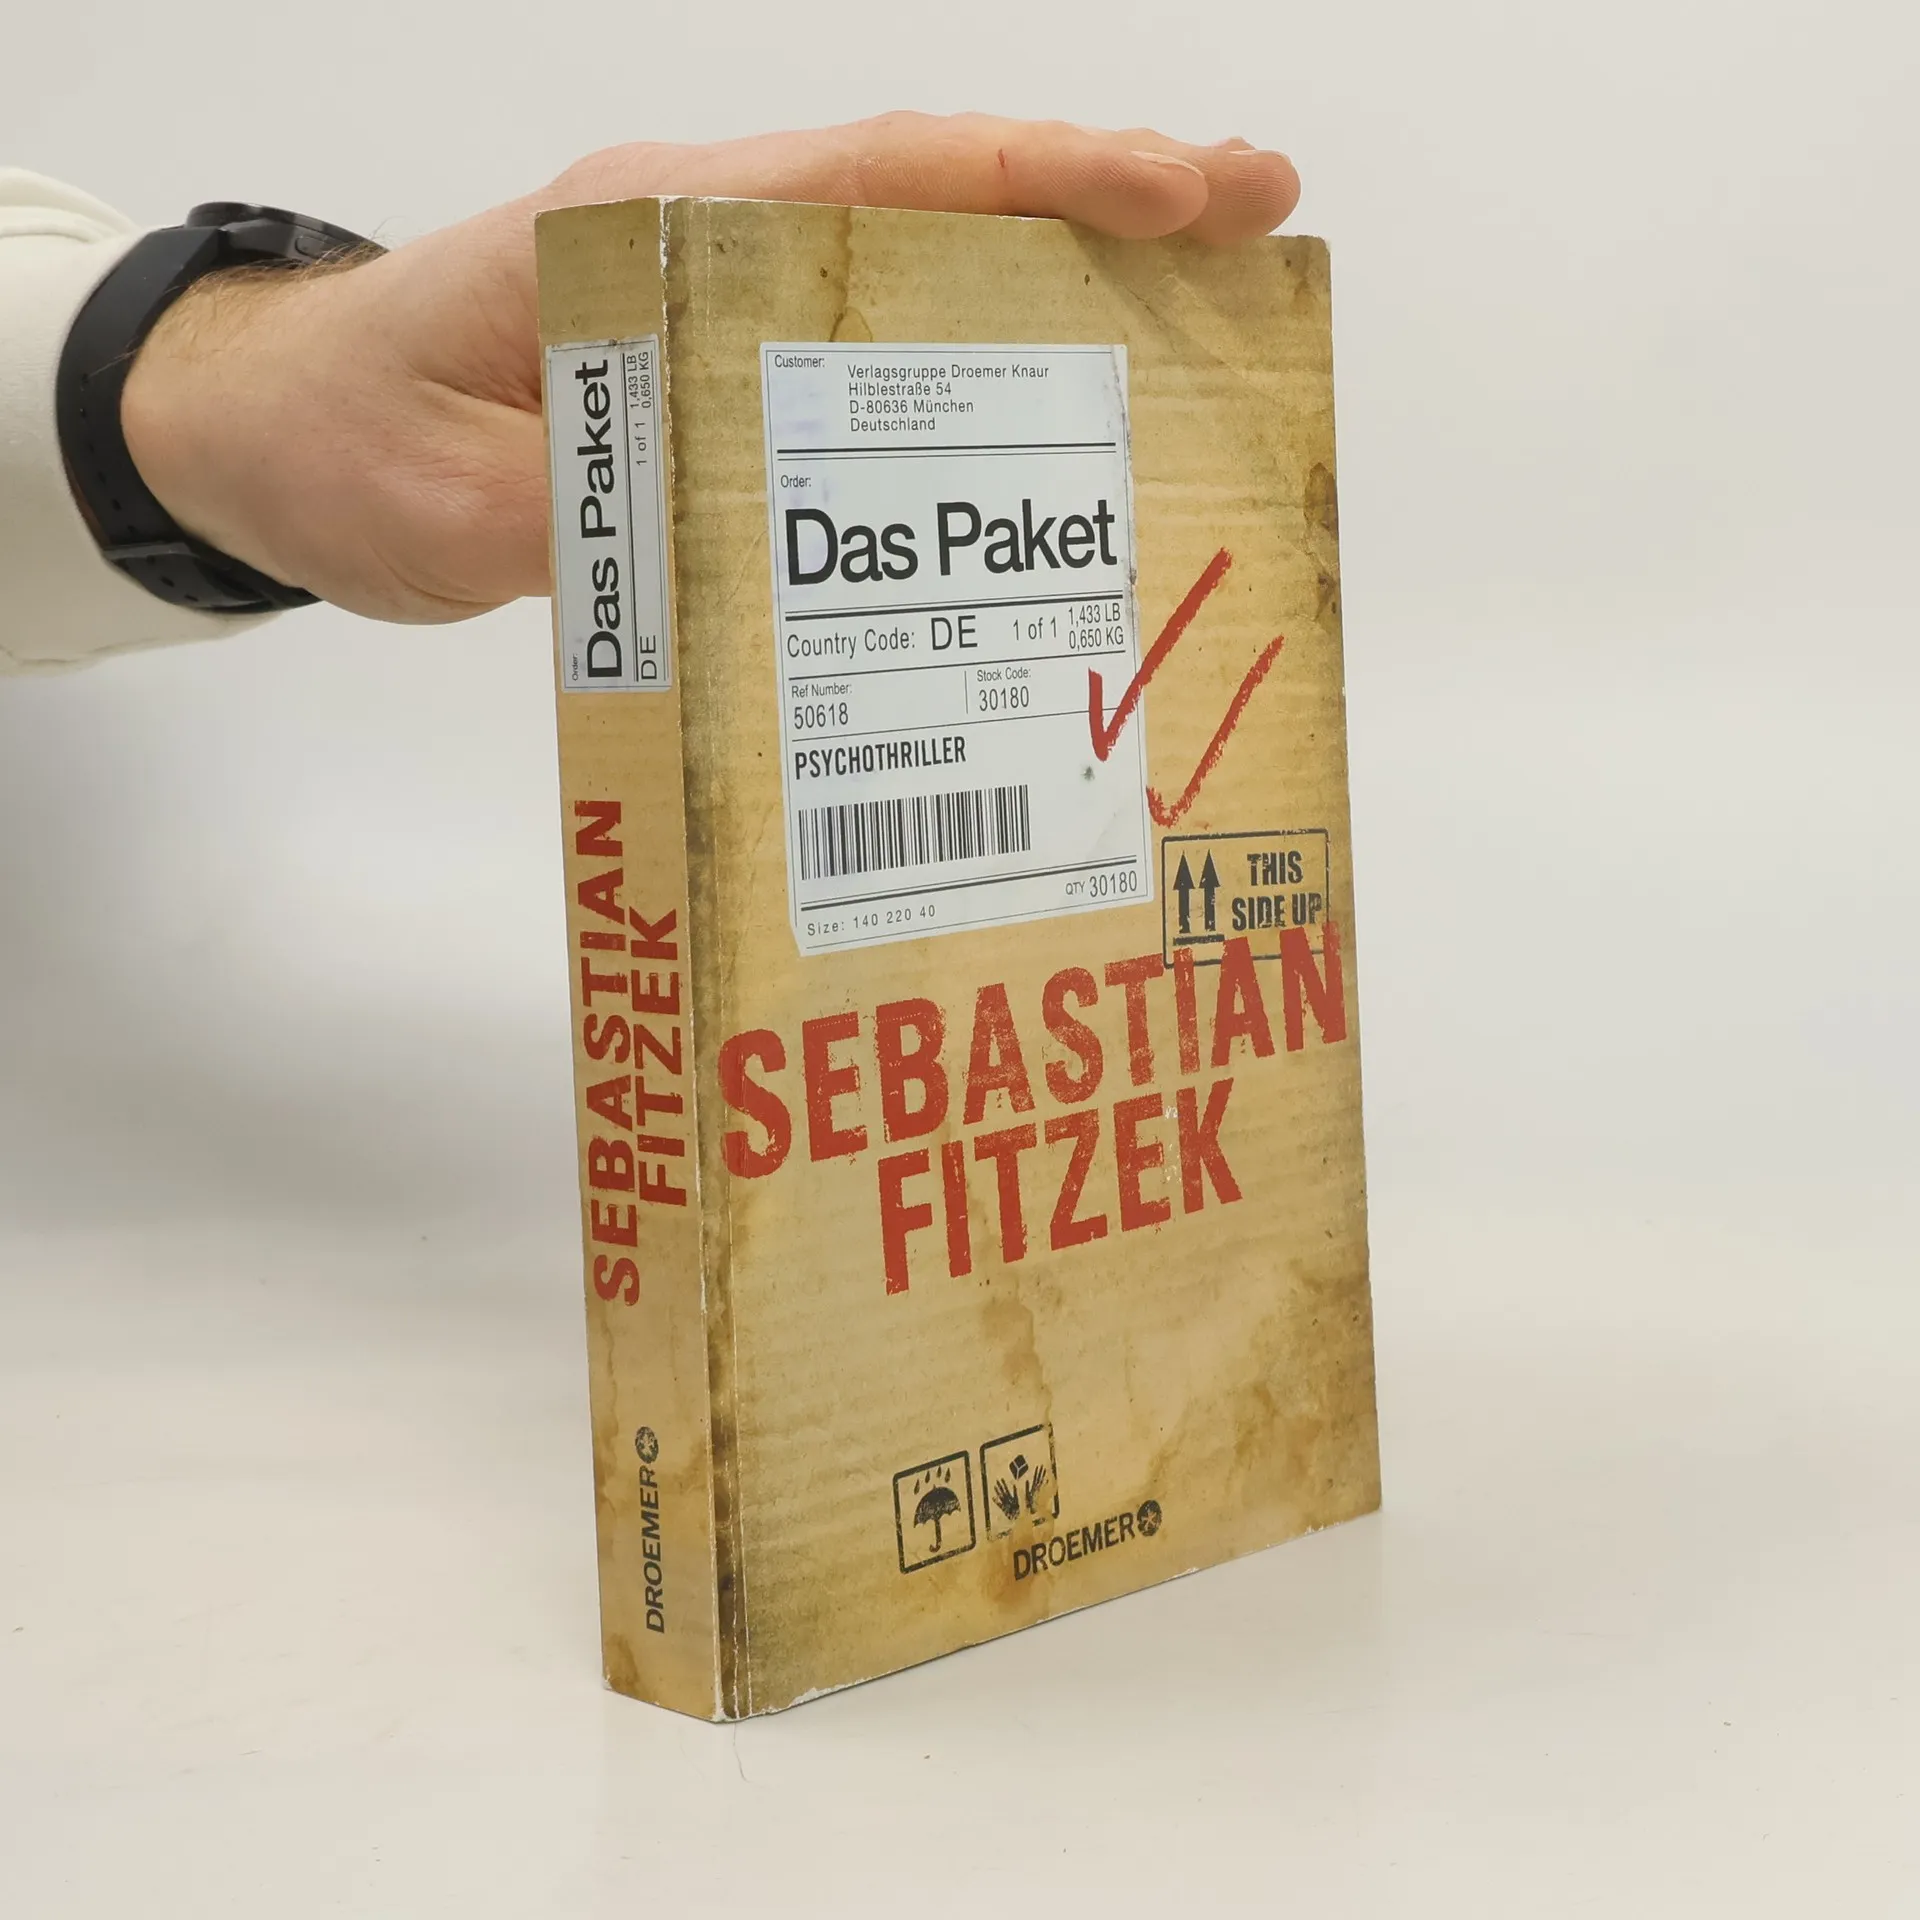 Das Paket
Order:
DE
1 of 1
1,433 LB
0,650 KG
SEBASTIAN
FITZEK
DROEMER
Customer:
Verlagsgruppe Droemer Knaur
Hilblestraße 54
D-80636 München
Deutschland
Order:
Das Paket
Country Code: DE 1 of 1
1,433 LB
0,650 KG
Ref Number:
50618
Stock Code:
30180
PSYCHOTHRILLER
QTY 30180
Size: 140 220 40
THIS
SIDE UP
SEBASTIAN
FITZEK
DROEMER